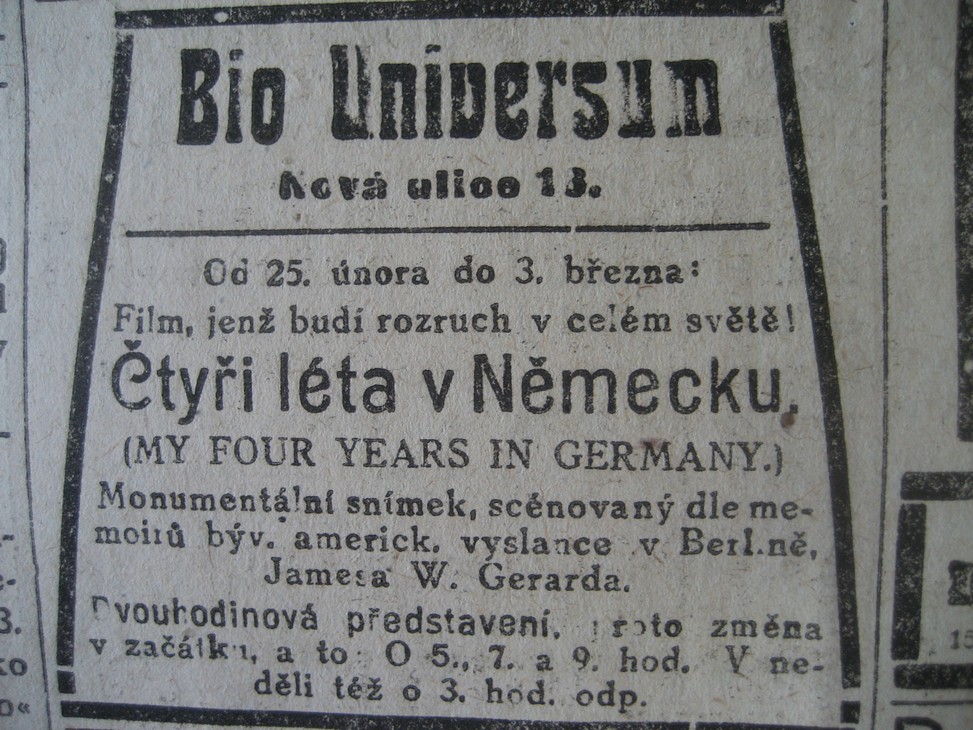 Bio Universum
Nová ulice 13.
Od 25. února do 3. března:
Film, jenž budí rozruch v celém světě!
Čtyři léta v Německu.
(MY FOUR YEARS IN GERMANY.)
Monumentální snímek, scénovaný dle me-
moirů býv. americk. vyslance v Berlině,
Jamesa W. Gerarda.
Dvouhodinová představení, proto změna
v začátku, a to: O 5., 7. a 9. hod. V ne-
děli též o 3. hod. odp.